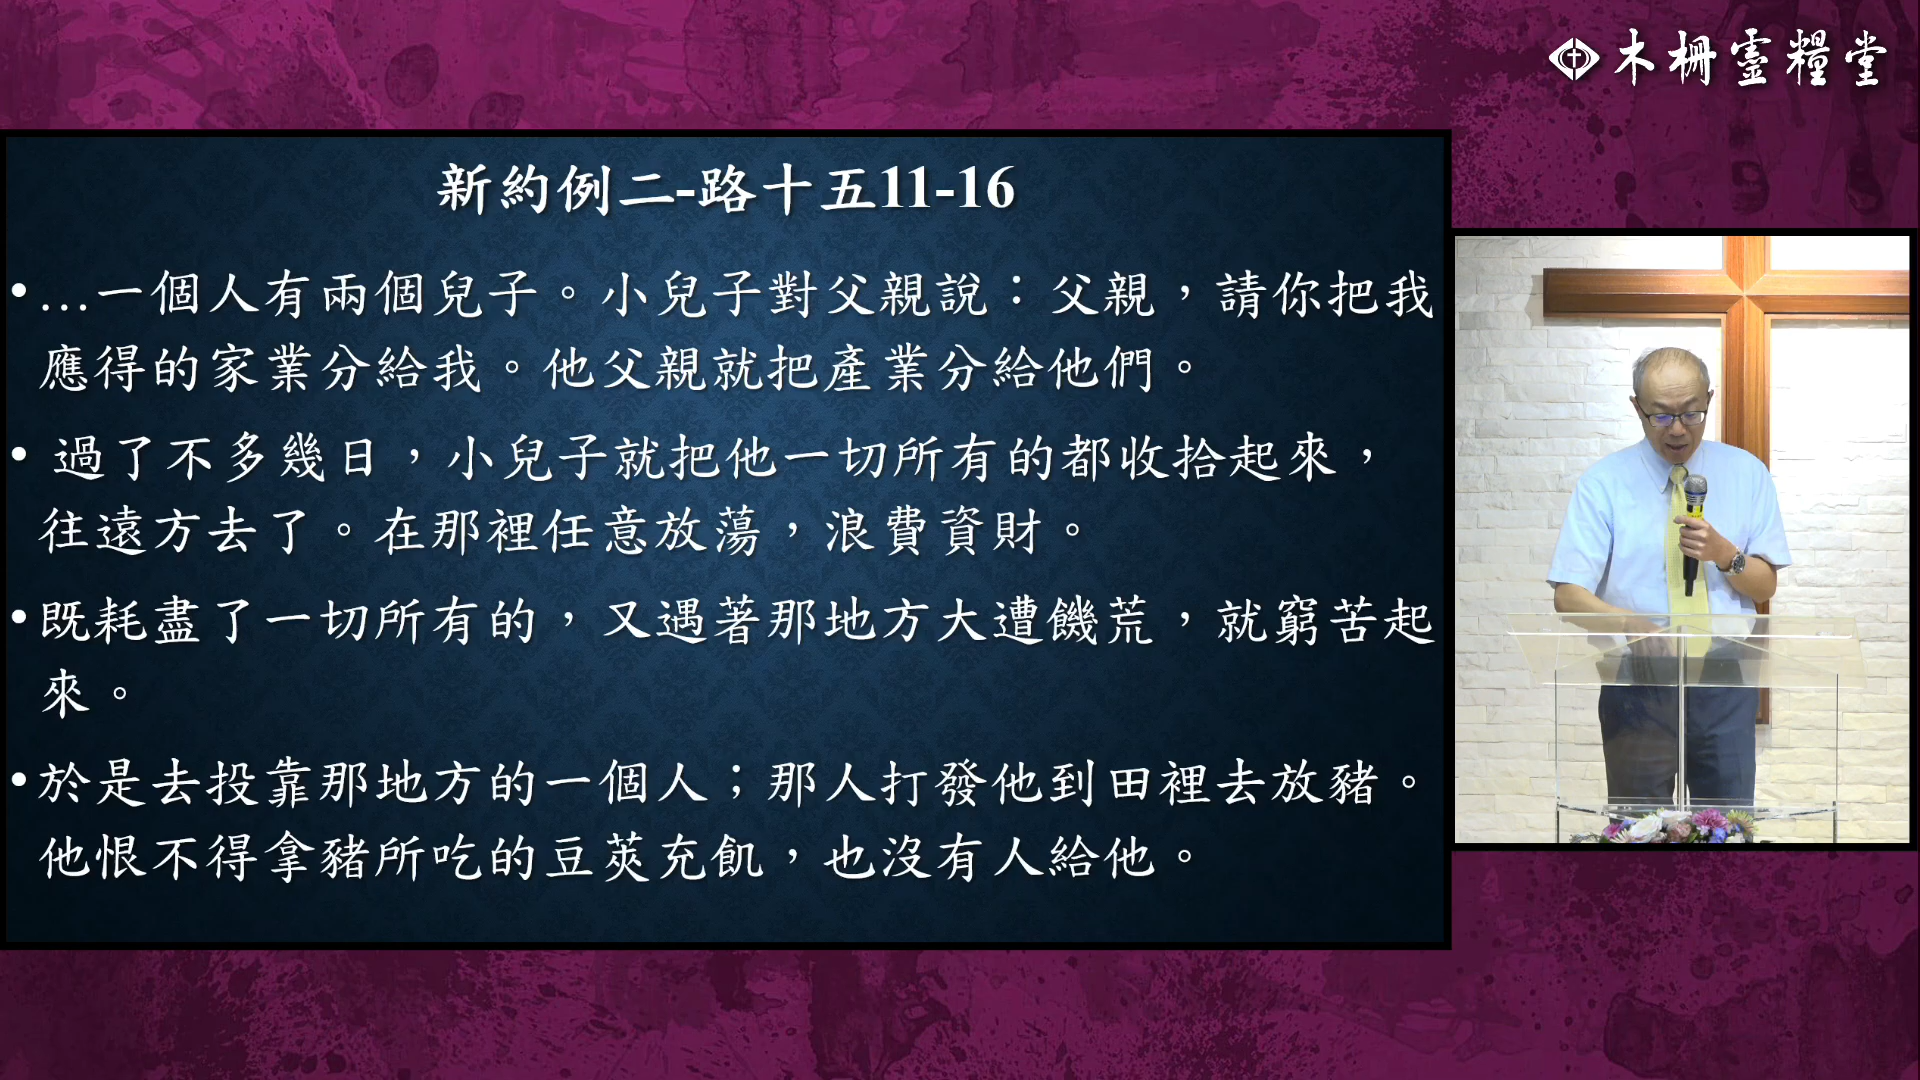 木柵靈糧堂
新約例二-路十五11-16
•…一個人有兩個兒子。小兒子對父親說：父親，請你把我
應得的家業分給我。他父親就把產業分給他們。
• 過了不多幾日，小兒子就把他一切所有的都收拾起來，
往遠方去了。在那裡任意放蕩，浪費資財。
•既耗盡了一切所有的，又遇著那地方大遭饑荒，就窮苦起
來。
•於是去投靠那地方的一個人；那人打發他到田裡去放豬。
他恨不得拿豬所吃的豆莢充飢，也沒有人給他。